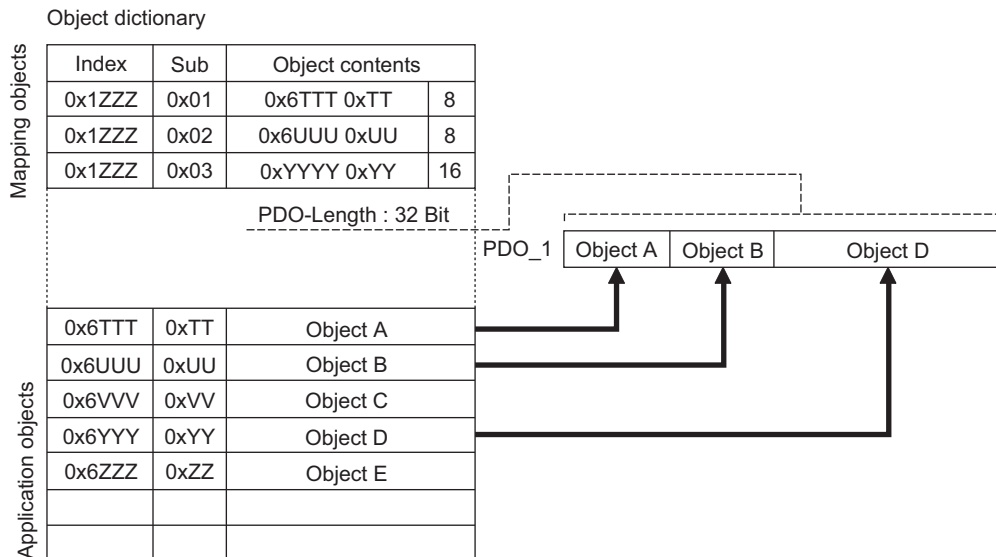 Object dictionary
Mapping objects
Index Sub Object contents
0x1ZZZ 0x01 0x6TTT 0xTT 8
0x1ZZZ 0x02 0x6UUU 0xUU 8
0x1ZZZ 0x03 0xYYYY 0xYY 16
PDO-Length : 32 Bit
PDO_1 Object A Object B Object D
Application objects
0x6TTT 0xTT Object A
0x6UUU 0xUU Object B
0x6VVV 0xVV Object C
0x6YYY 0xYY Object D
0x6ZZZ 0xZZ Object E